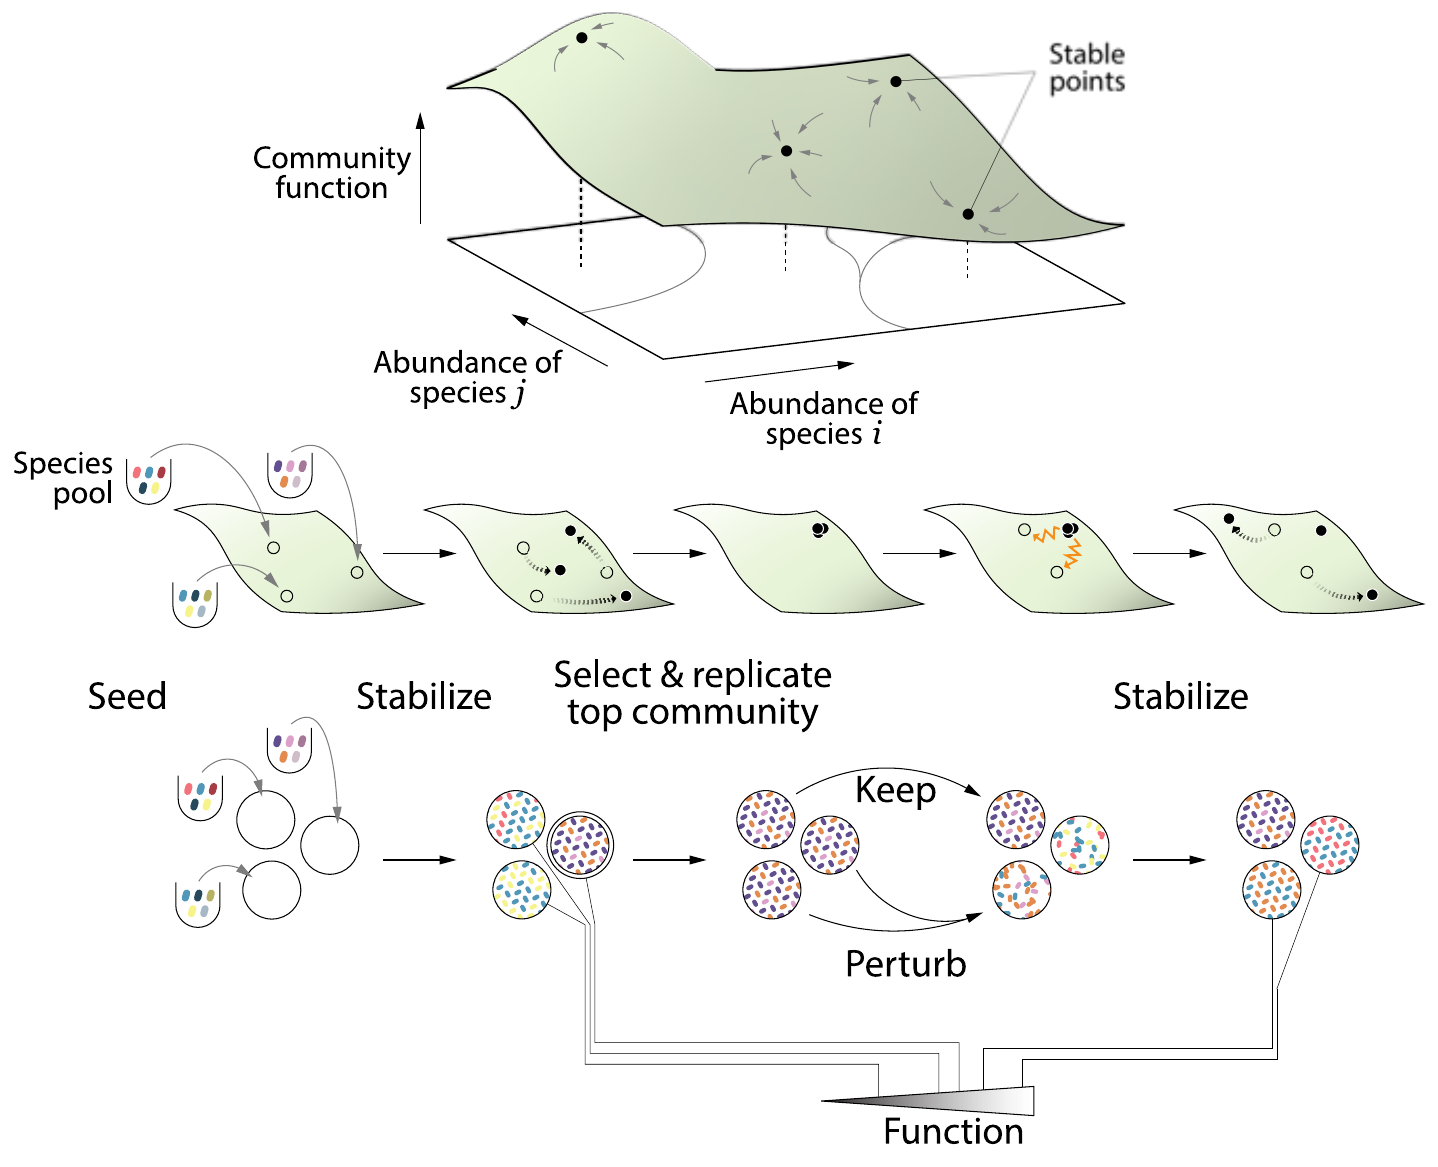 Stable
points
Community
function
Abundance of
species j
Abundance of
species i
Species
pool
Seed
Stabilize
Select & replicate
top community
Stabilize
Keep
Perturb
Function